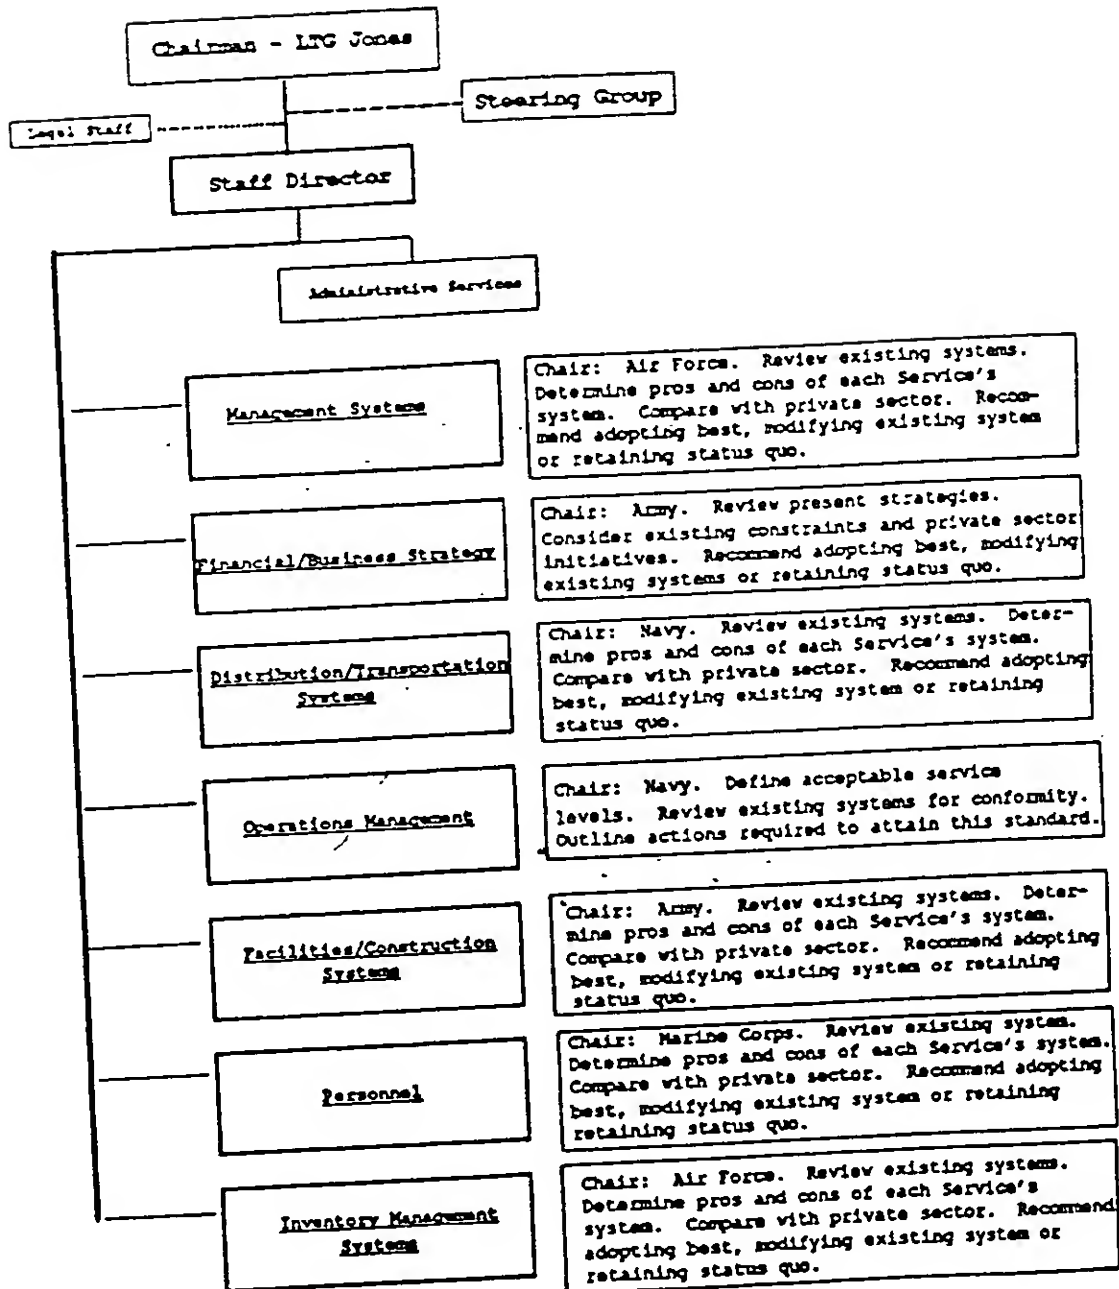 Chairman - LTG Jones
Steering Group
Legal Staff
Staff Director
Administrative Services
Management Systems
Chair: Air Force. Review existing systems.
Determine pros and cons of each Service's
system. Compare with private sector. Recom-
mend adopting best, modifying existing system
or retaining status quo.
Financial/Business Strategy
Chair: Army. Review present strategies.
Consider existing constraints and private sector
initiatives. Recommend adopting best, modifying
existing systems or retaining status quo.
Distribution/Transportation
Systems
Chair: Navy. Review existing systems. Deter-
mine pros and cons of each Service's system.
Compare with private sector. Recommend adopting
best, modifying existing system or retaining
status quo.
Operations Management
Chair: Navy. Define acceptable service
levels. Review existing systems for conformity.
Outline actions required to attain this standard.
Facilities/Construction
Systems
Chair: Army. Review existing systems. Deter-
mine pros and cons of each Service's system.
Compare with private sector. Recommend adopting
best, modifying existing system or retaining
status quo.
Personnel
Chair: Marine Corps. Review existing system.
Determine pros and cons of each Service's system.
Compare with private sector. Recommend adopting
best, modifying existing system or retaining
retaining status quo.
Inventory Management
Systems
Chair: Air Force. Review existing systems.
Determine pros and cons of each Service's
system. Compare with private sector. Recommend
adopting best, modifying existing system or
retaining status quo.